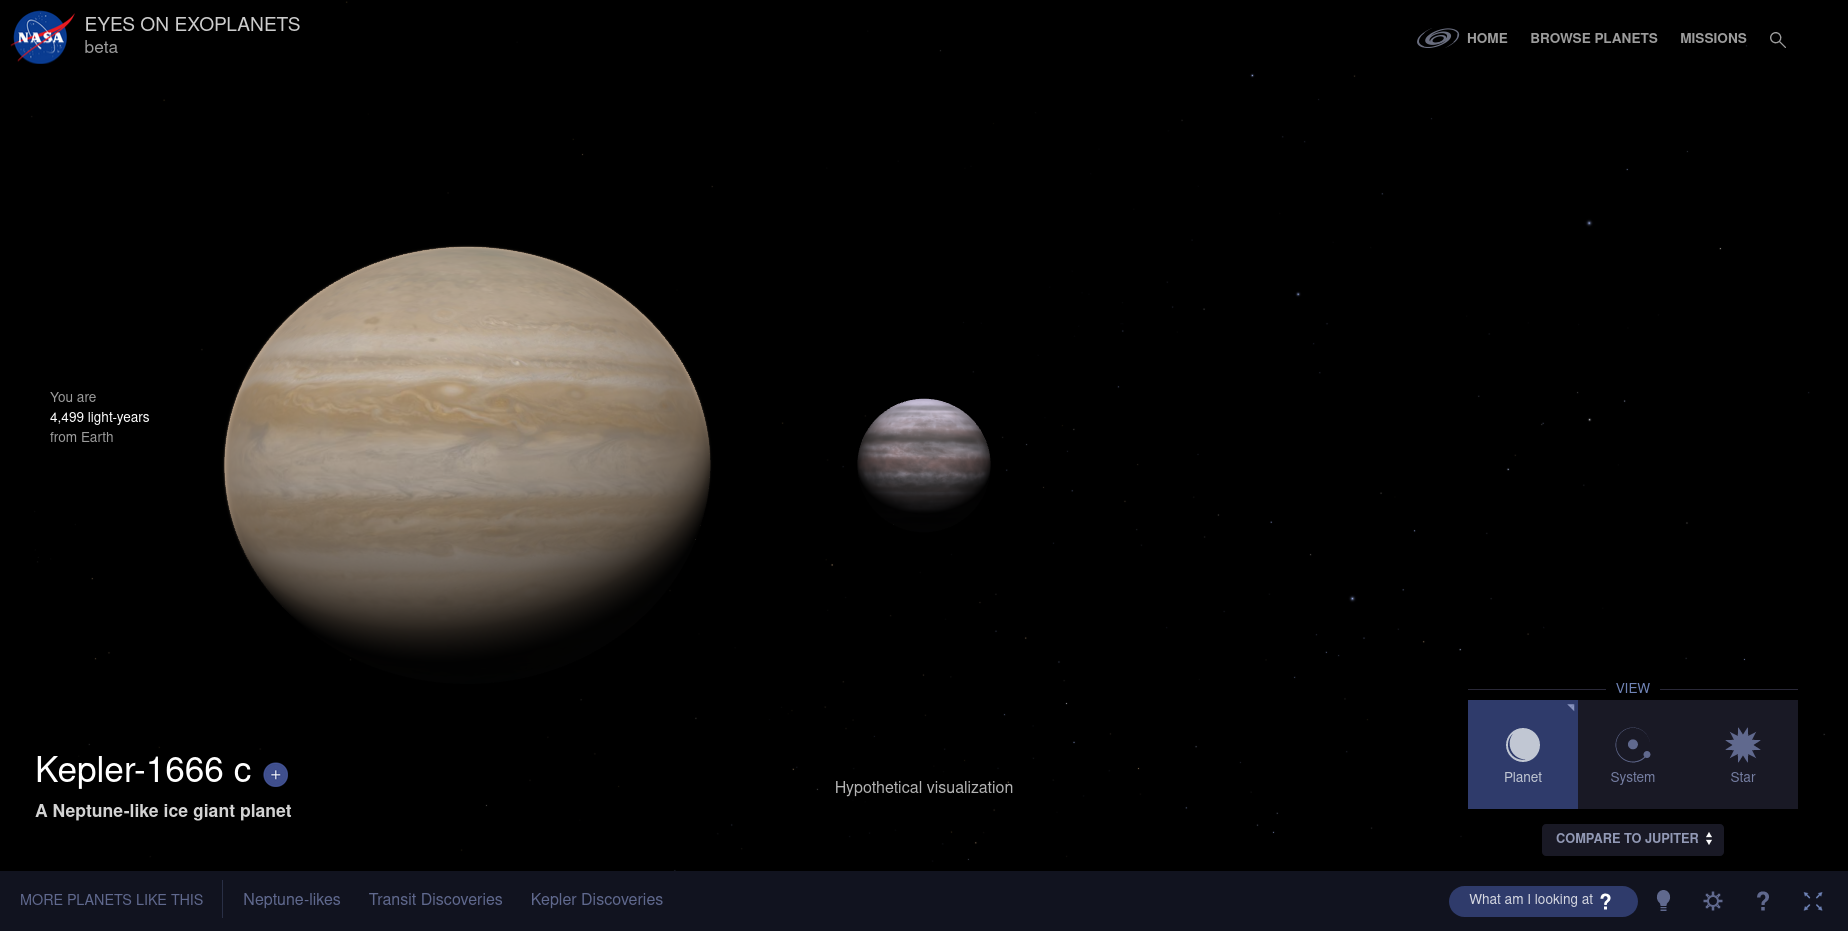 NASA
EYES ON EXOPLANETS
beta
HOME
BROWSE PLANETS
MISSIONS
You are
4,499 light-years
from Earth
Kepler-1666 c +
A Neptune-like ice giant planet
Hypothetical visualization
VIEW
Planet
System
Star
COMPARE TO JUPITER
MORE PLANETS LIKE THIS
Neptune-likes
Transit Discoveries
Kepler Discoveries
What am I looking at ?
?